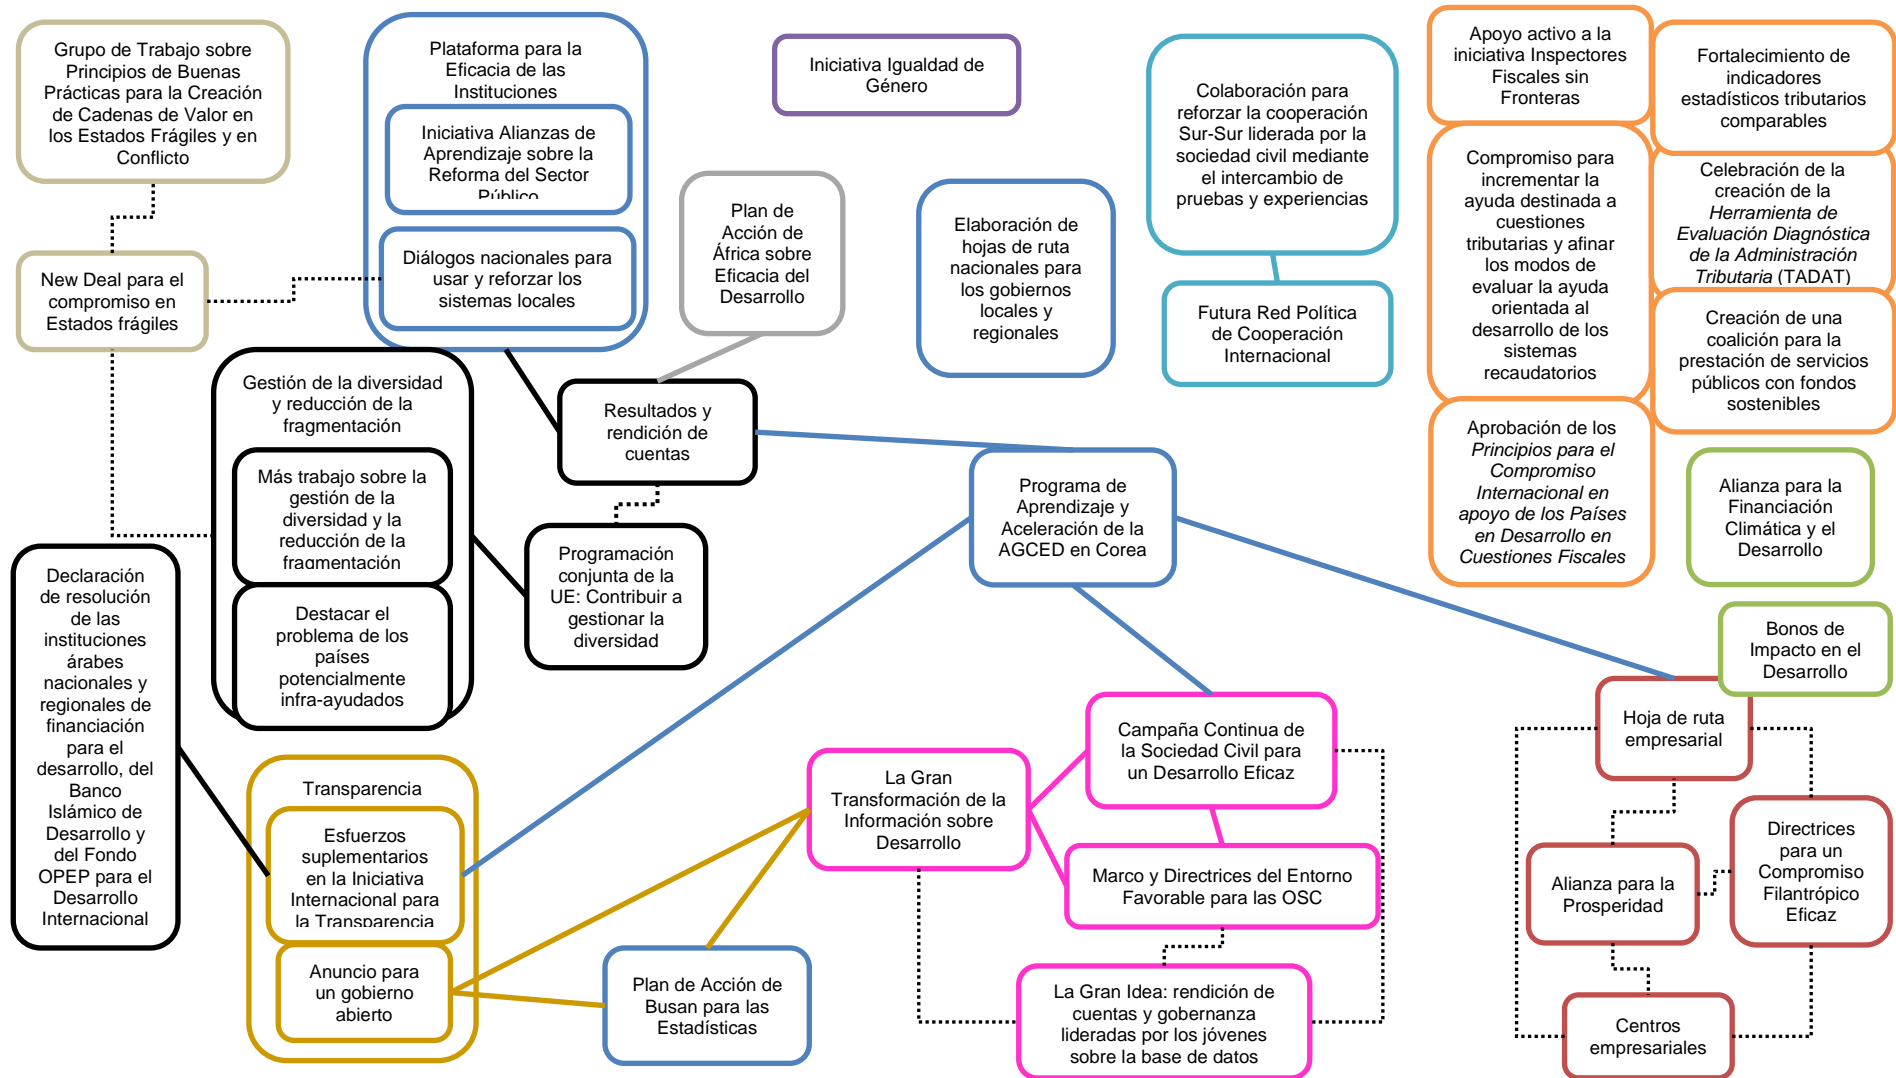 Grupo de Trabajo sobre
Principios de Buenas
Prácticas para la Creación
de Cadenas de Valor en
los Estados Frágiles y en
Conflicto
New Deal para el
compromiso en
Estados frágiles
Plataforma para la
Eficacia de las
Instituciones
Iniciativa Alianzas de
Aprendizaje sobre la
Reforma del Sector
Público
Diálogos nacionales para
usar y reforzar los
sistemas locales
Iniciativa Igualdad de
Género
Plan de
Acción de
África sobre
Eficacia del
Desarrollo
Elaboración de
hojas de ruta
nacionales para
los gobiernos
locales y
regionales
Colaboración para
reforzar la cooperación
Sur-Sur liderada por la
sociedad civil mediante
el intercambio de
pruebas y experiencias
Futura Red Política
de Cooperación
Internacional
Apoyo activo a la
iniciativa Inspectores
Fiscales sin
Fronteras
Fortalecimiento de
indicadores
estadísticos tributarios
comparables
Compromiso para
incrementar la
ayuda destinada a
cuestiones
tributarias y afinar
los modos de
evaluar la ayuda
orientada al
desarrollo de los
sistemas
recaudatorios
Celebración de la
creación de la
Herramienta de
Evaluación Diagnóstica
de la Administración
Tributaria (TADAT)
Creación de una
coalición para la
prestación de servicios
públicos con fondos
sostenibles
Aprobación de los
Principios para el
Compromiso
Internacional en
apoyo de los Países
en Desarrollo en
Cuestiones Fiscales
Alianza para la
Financiación
Climática y el
Desarrollo
Bonos de
Impacto en el
Desarrollo
Gestión de la diversidad
y reducción de la
fragmentación
Más trabajo sobre la
gestión de la
diversidad y la
reducción de la
fragmentación
Destacar el
problema de los
países
potencialmente
infra-ayudados
Resultados y
rendición de
cuentas
Programación
conjunta de la
UE: Contribuir a
gestionar la
diversidad
Programa de
Aprendizaje y
Aceleración de la
AGCED en Corea
Declaración
de resolución
de las
instituciones
árabes
nacionales y
regionales de
financiación
para el
desarrollo, del
Banco
Islámico de
Desarrollo y
del Fondo
OPEP para el
Desarrollo
Internacional
Transparencia
Esfuerzos
suplementarios
en la Iniciativa
Internacional para
la Transparencia
Anuncio para
un gobierno
abierto
Plan de Acción de
Busan para las
Estadísticas
La Gran
Transformación de la
Información sobre
Desarrollo
Campaña Continua de
la Sociedad Civil para
un Desarrollo Eficaz
Marco y Directrices del Entorno
Favorable para las OSC
La Gran Idea: rendición de
cuentas y gobernanza
lideradas por los jóvenes
sobre la base de datos
Hoja de ruta
empresarial
Alianza para la
Prosperidad
Directrices
para un
Compromiso
Filantrópico
Eficaz
Centros
empresariales